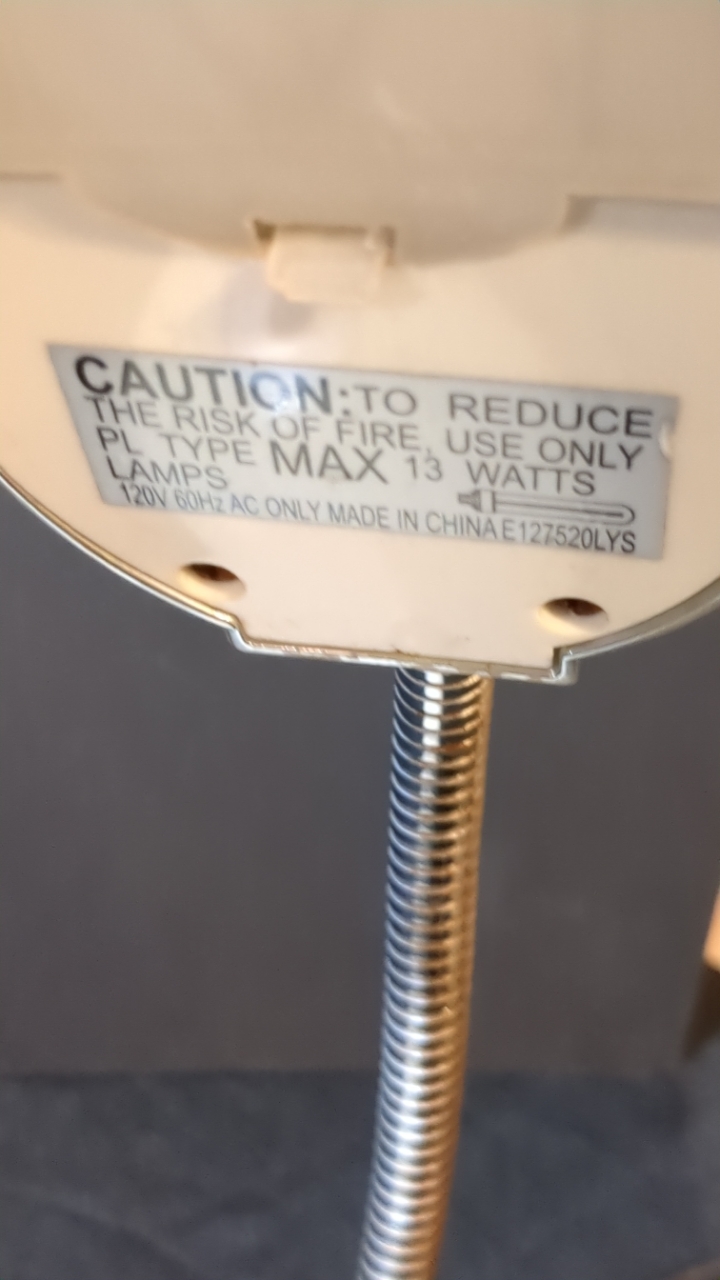 CAUTION:TO REDUCE
THE RISK OF FIRE, USE ONLY
PL TYPE MAX 13 WATTS
LAMPS
120V 60Hz AC ONLY MADE IN CHINA E127520LYS